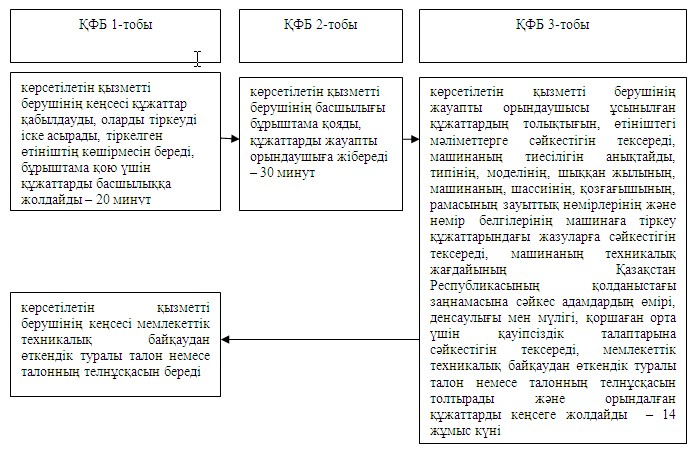 ҚФБ 1-тобы
ҚФБ 2-тобы
ҚФБ 3-тобы
көрсетілетін қызметті
берушінің кеңсесі құжаттар
қабылдауды, оларды тіркеуді
іске асырады, тіркелген
өтініштің көшірмесін береді,
бұрыштама қою үшін
құжаттарды басшылыққа
жолдайды – 20 минут
көрсетілетін қызметті
берушінің басшылығы
бұрыштама қояды,
құжаттарды жауапты
орындаушыға жібереді
– 30 минут
көрсетілетін қызметті берушінің
жауапты орындаушысы ұсынылған
құжаттардың толықтығын, өтініштегі
мәліметтерге сәйкестігін тексереді,
машинаның тиесілігін анықтайды,
типінің, моделінің, шыққан жылының,
машинаның, шассиінің, қозғағышының,
рамасының зауыттық нөмірлерінің және
нөмір белгілерінің машинаға тіркеу
құжаттарындағы жазуларға сәйкестігін
тексереді, машинаның техникалық
жағдайының Қазақстан
Республикасының қолданыстағы
заңнамасына сәйкес адамдардың өмірі,
денсаулығы мен мүлігі, қоршаған орта
үшін қауіпсіздік талаптарына
сәйкестігін тексереді, мемлекеттік
техникалық байқаудан өткендік туралы
талон немесе талонның телнұсқасын
толтырады және орындалған
құжаттарды кеңсеге жолдайды – 14
жұмыс күні
көрсетілетін қызметті
берушінің кеңсесі мемлекеттік
техникалық байқаудан
өткендік туралы талон немесе
талонның телнұсқасын береді